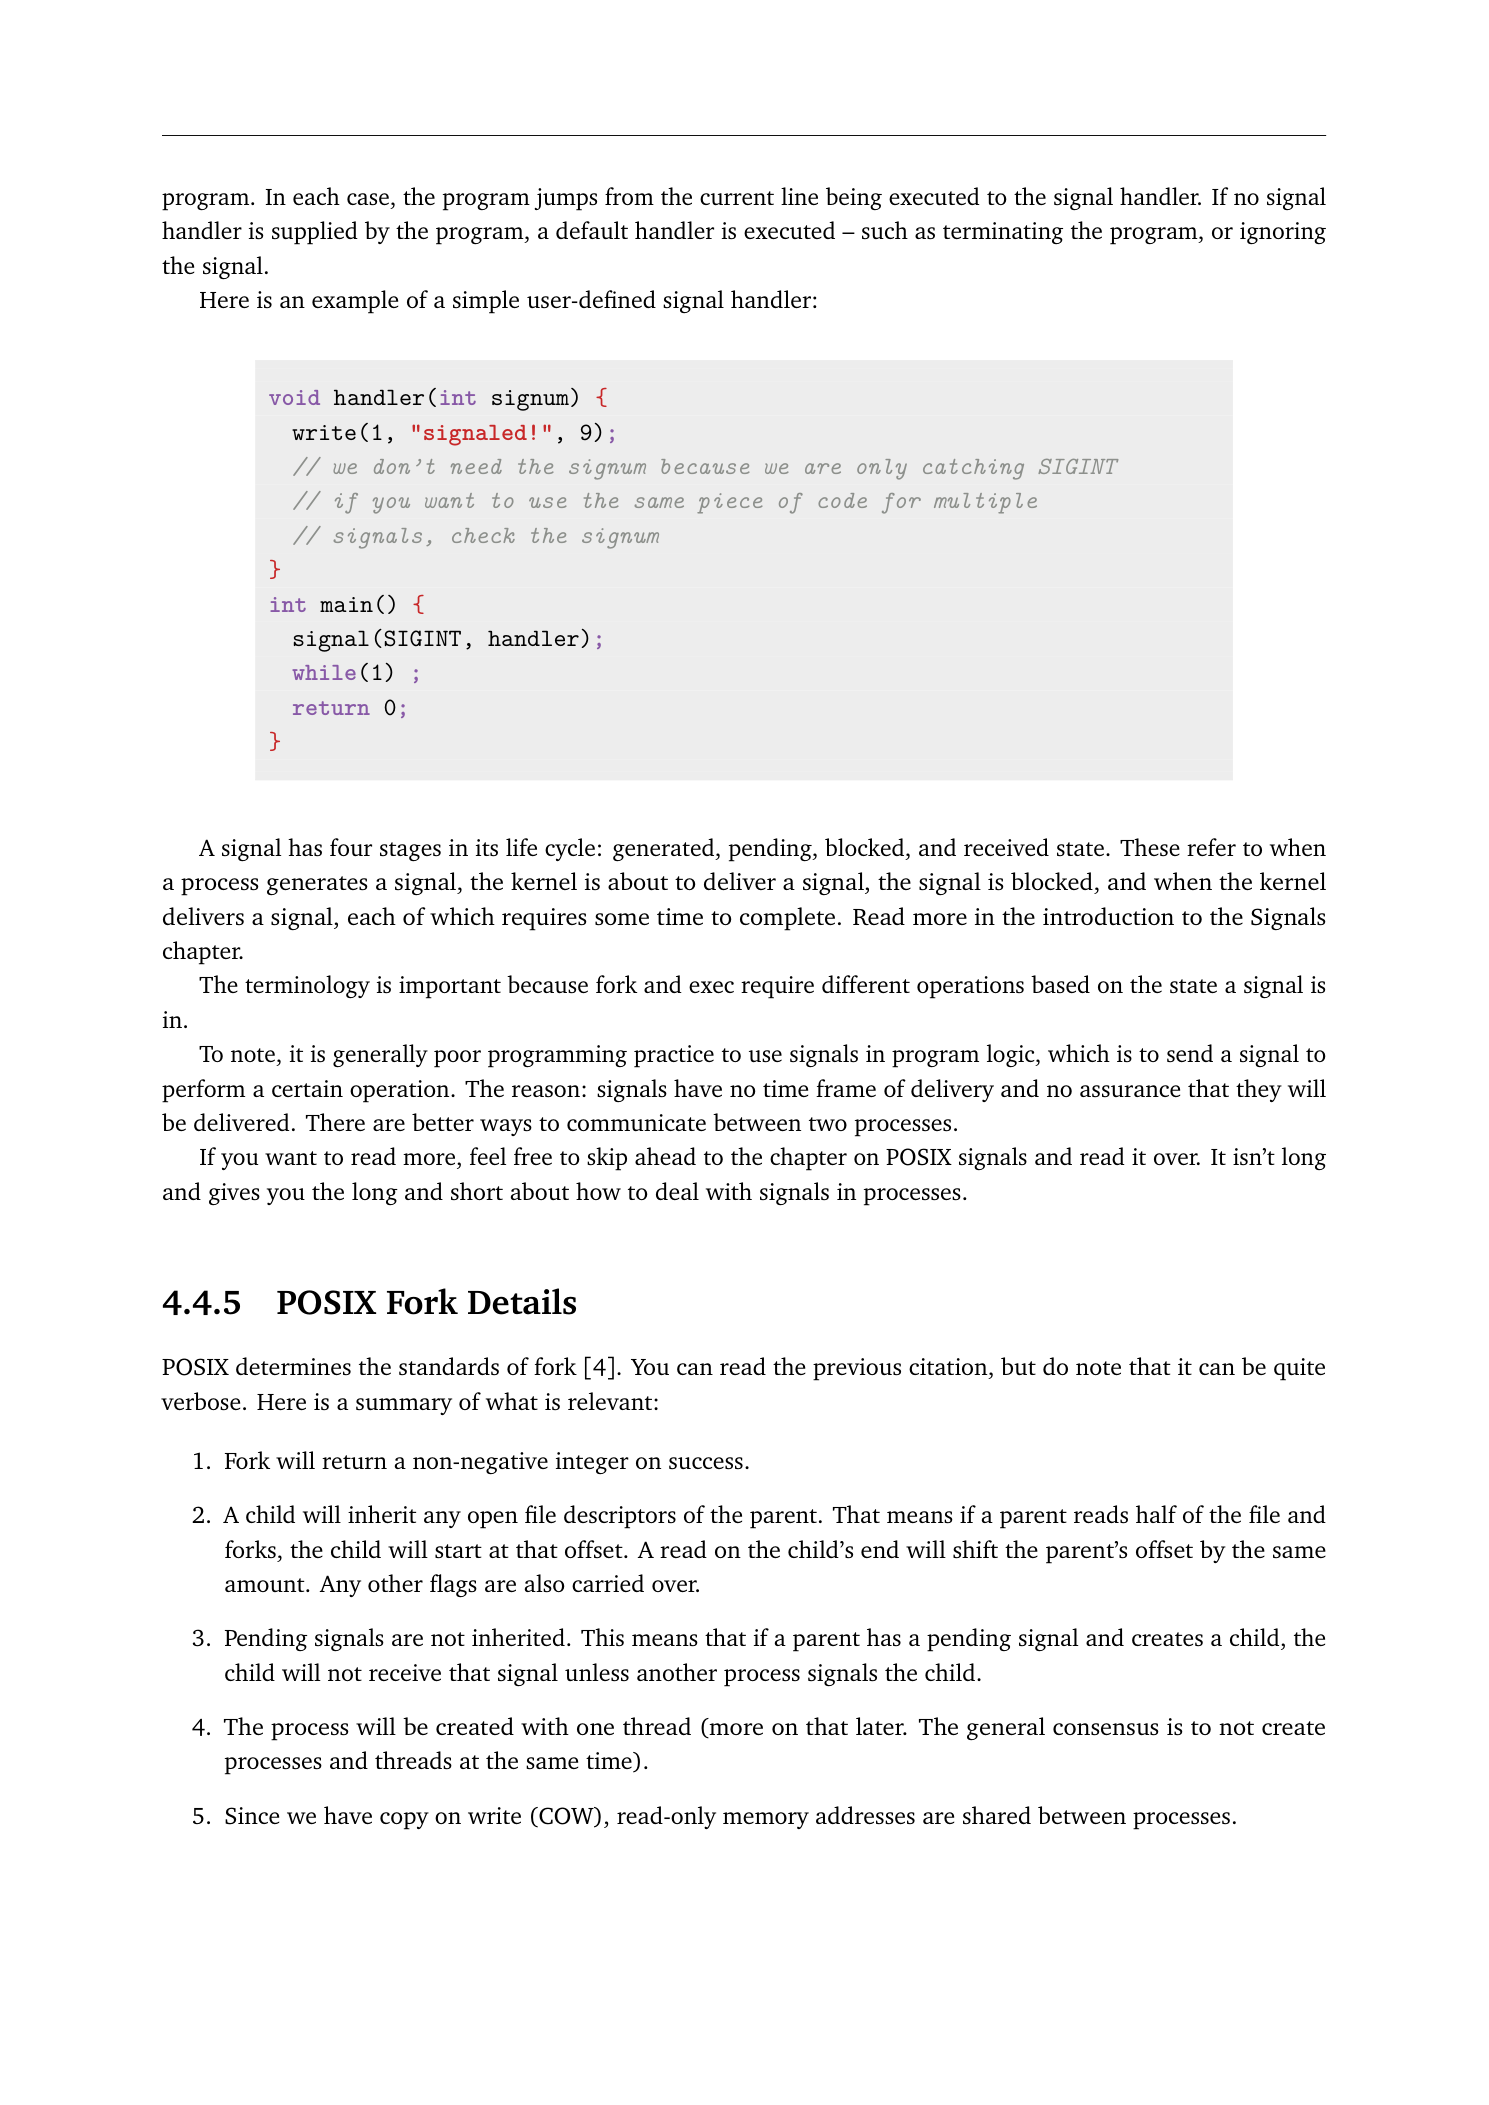 program. In each case, the program jumps from the current line being executed to the signal handler. If no signal
handler is supplied by the program, a default handler is executed – such as terminating the program, or ignoring
the signal.
Here is an example of a simple user-defined signal handler:
void handler(int signum) {
  write(1, "signaled!", 9);
  // we don't need the signum because we are only catching SIGINT
  // if you want to use the same piece of code for multiple
  // signals, check the signum
}
int main() {
  signal(SIGINT, handler);
  while(1) ;
  return 0;
}
A signal has four stages in its life cycle: generated, pending, blocked, and received state. These refer to when
a process generates a signal, the kernel is about to deliver a signal, the signal is blocked, and when the kernel
delivers a signal, each of which requires some time to complete. Read more in the introduction to the Signals
chapter.
The terminology is important because fork and exec require different operations based on the state a signal is
in.
To note, it is generally poor programming practice to use signals in program logic, which is to send a signal to
perform a certain operation. The reason: signals have no time frame of delivery and no assurance that they will
be delivered. There are better ways to communicate between two processes.
If you want to read more, feel free to skip ahead to the chapter on POSIX signals and read it over. It isn't long
and gives you the long and short about how to deal with signals in processes.
4.4.5 POSIX Fork Details
POSIX determines the standards of fork [4]. You can read the previous citation, but do note that it can be quite
verbose. Here is a summary of what is relevant:
1. Fork will return a non-negative integer on success.
2. A child will inherit any open file descriptors of the parent. That means if a parent reads half of the file and
forks, the child will start at that offset. A read on the child's end will shift the parent's offset by the same
amount. Any other flags are also carried over.
3. Pending signals are not inherited. This means that if a parent has a pending signal and creates a child, the
child will not receive that signal unless another process signals the child.
4. The process will be created with one thread (more on that later. The general consensus is to not create
processes and threads at the same time).
5. Since we have copy on write (COW), read-only memory addresses are shared between processes.